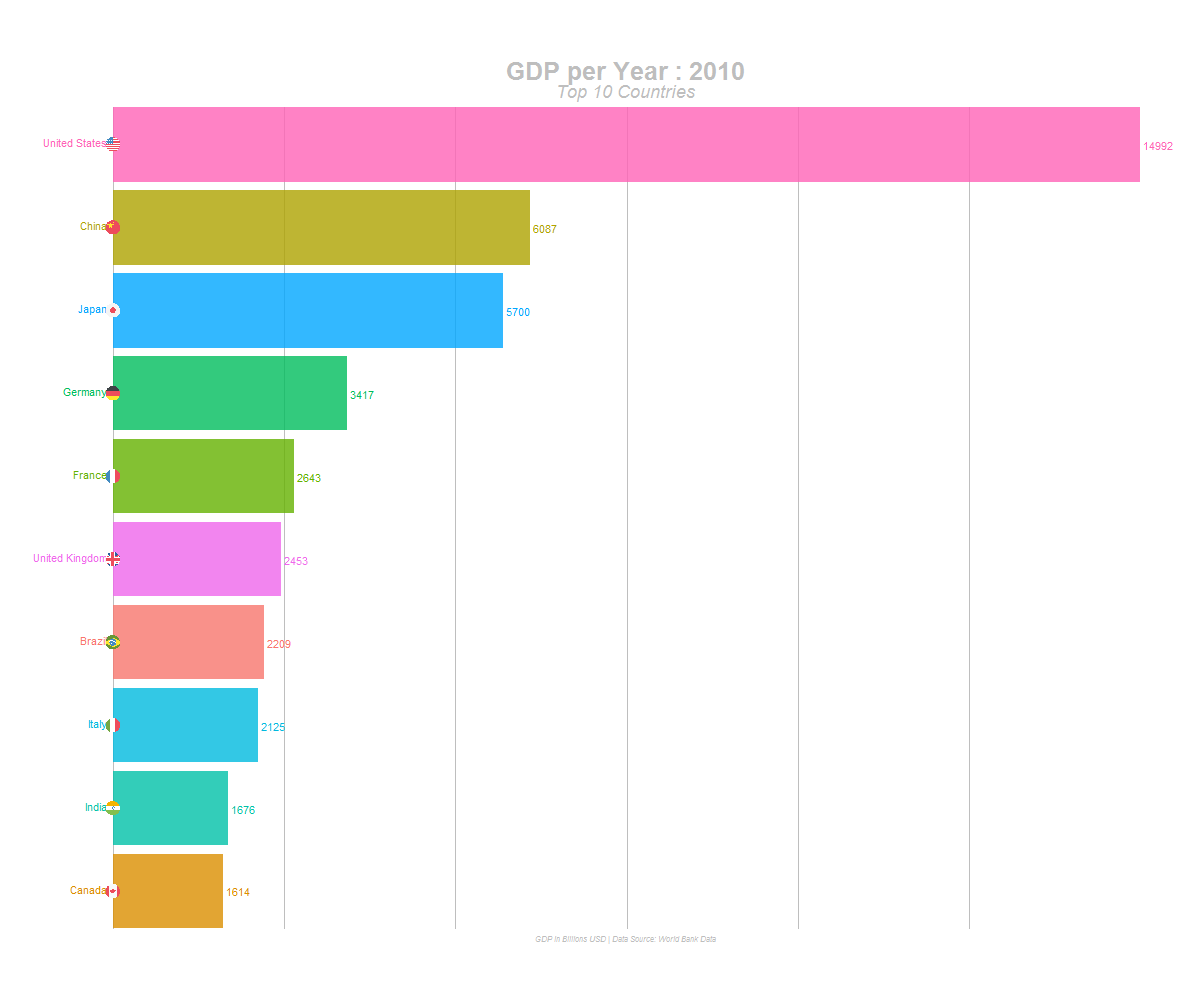 GDP per Year : 2010
Top 10 Countries
United States 14992
China 6087
Japan 5700
Germany 3417
France 2643
United Kingdom 2453
Brazil 2209
Italy 2125
India 1676
Canada 1614
GDP in Billions USD | Data Source: World Bank Data